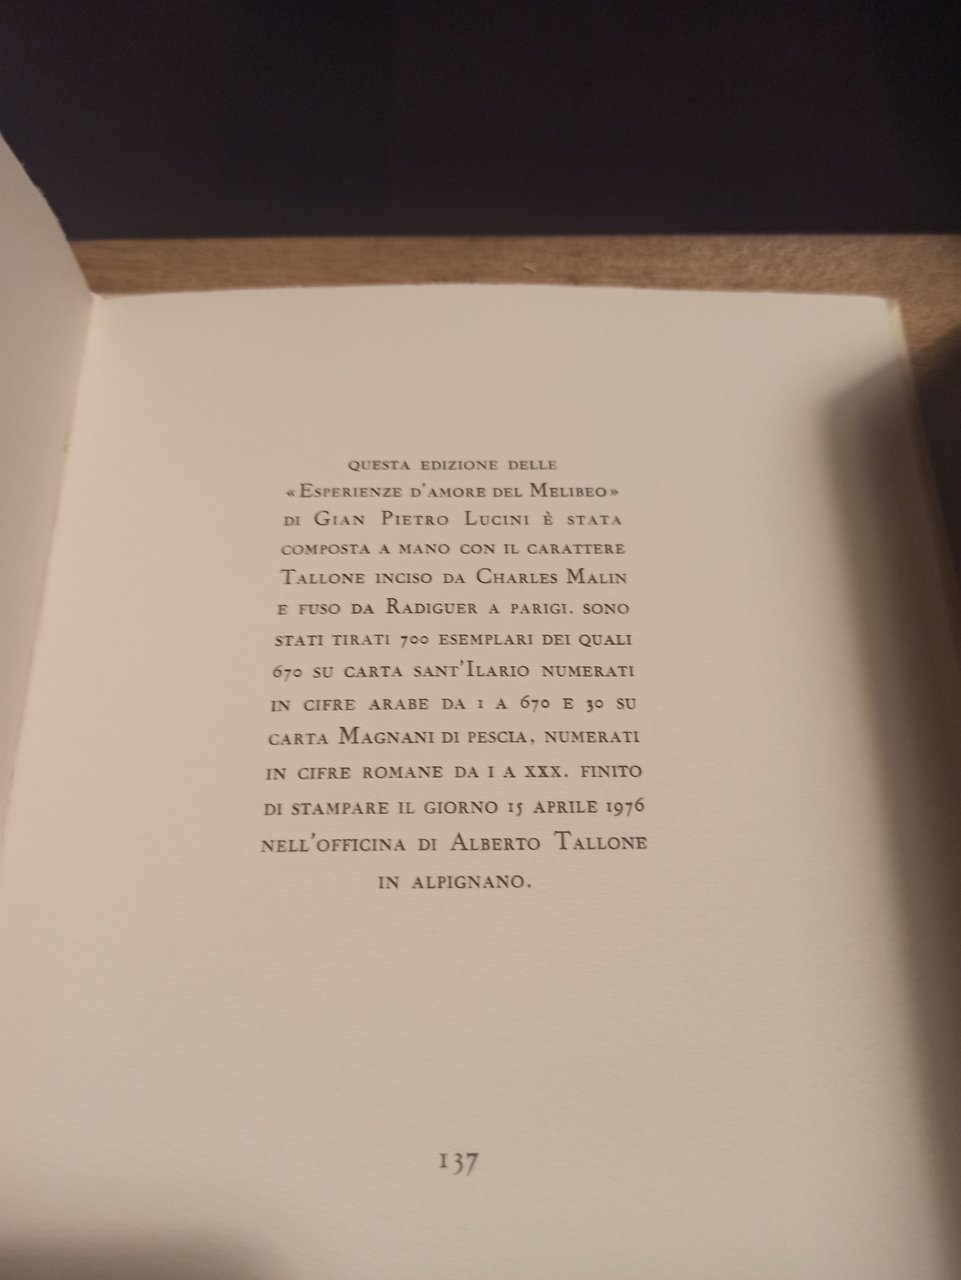 QUESTA EDIZIONE DELLE
«ESPERIENZE D'AMORE DEL MELIBEO»
DI GIAN PIETRO LUCINI È STATA
COMPOSTA A MANO CON IL CARATTERE
TALLONE INCISO DA CHARLES MALIN
E FUSO DA RADIGUER A PARIGI. SONO
STATI TIRATI 700 ESEMPLARI DEI QUALI
670 SU CARTA SANT'ILARIO NUMERATI
IN CIFRE ARABE DA 1 A 670 E 30 SU
CARTA MAGNANI DI PESCIA, NUMERATI
IN CIFRE ROMANE DA I A XXX. FINITO
DI STAMPARE IL GIORNO 15 APRILE 1976
NELL'OFFICINA DI ALBERTO TALLONE
IN ALPIGNANO.
137